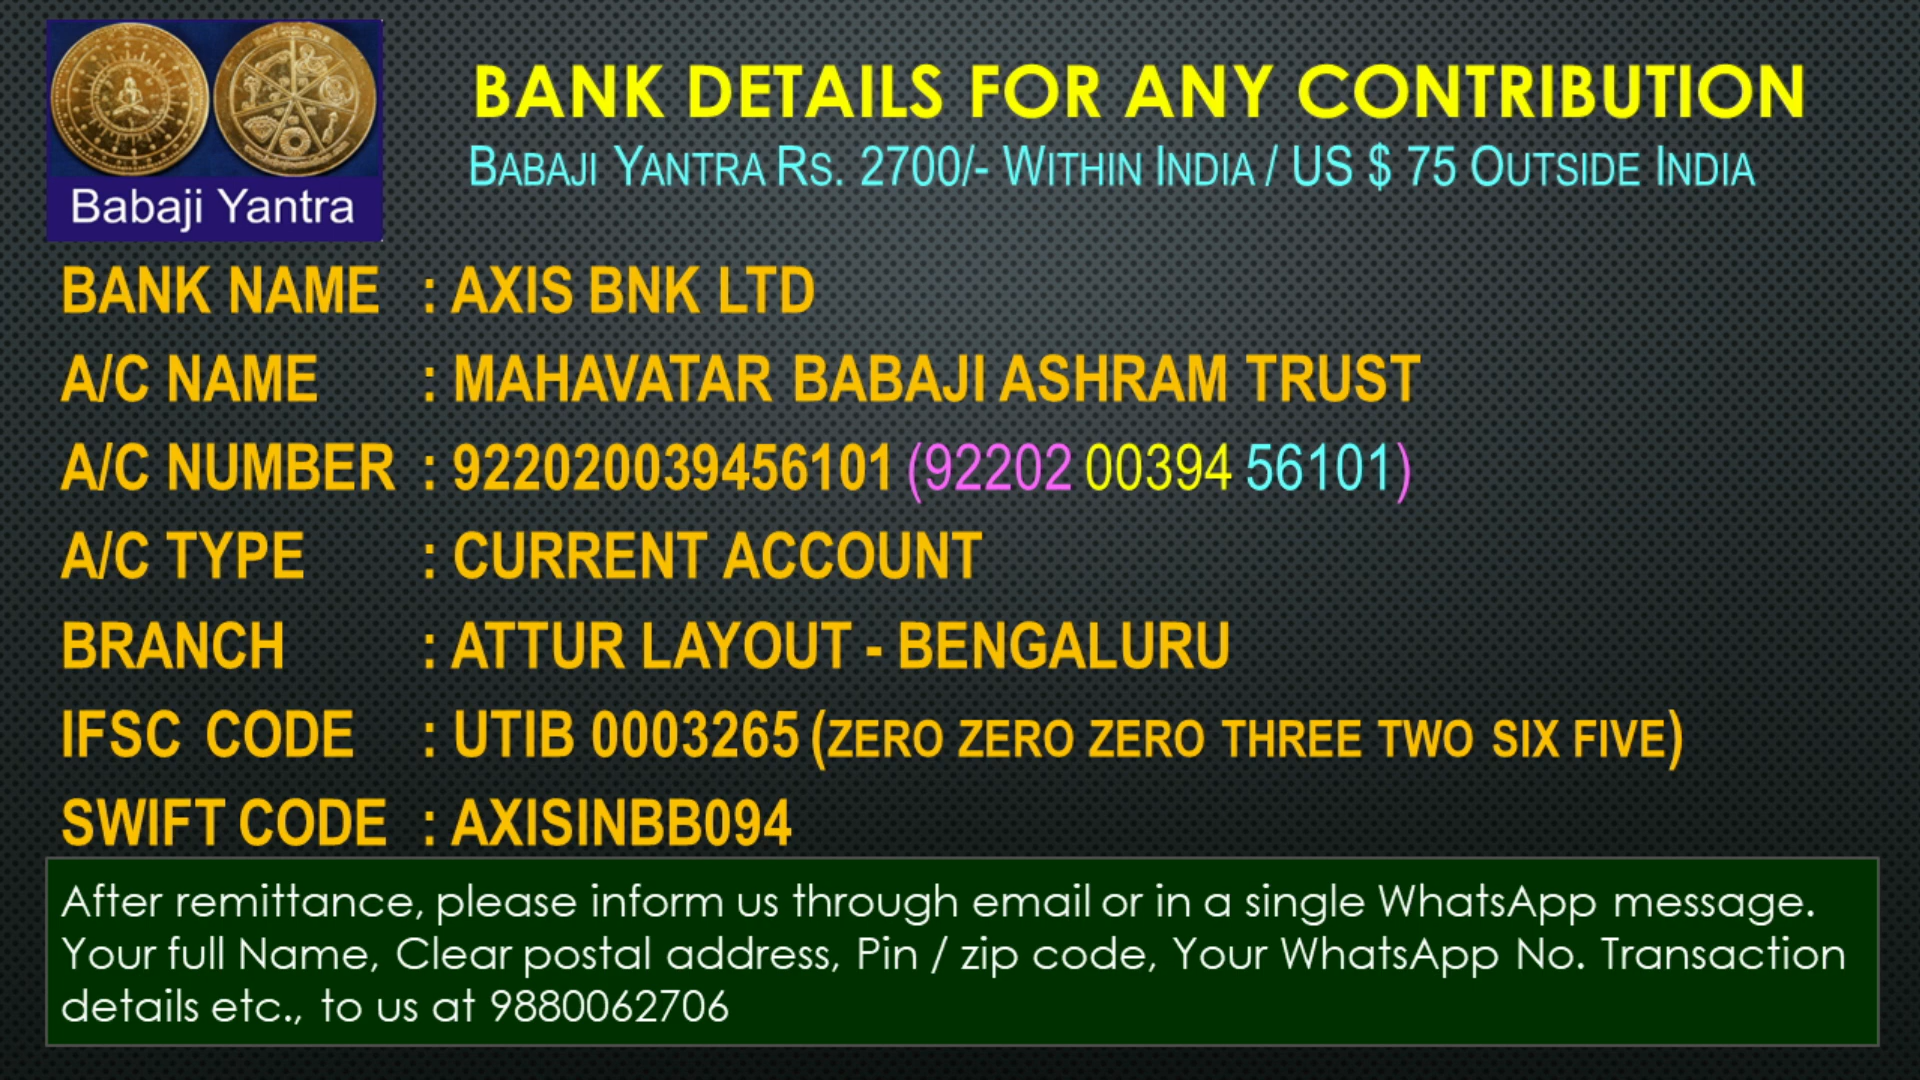 BANK DETAILS FOR ANY CONTRIBUTION
BABAJI YANTRA RS. 2700/- WITHIN INDIA / US $ 75 OUTSIDE INDIA
Babaji Yantra
BANK NAME : AXIS BNK LTD
A/C NAME : MAHAVATAR BABAJI ASHRAM TRUST
A/C NUMBER : 922020039456101 (92202 00394 56101)
A/C TYPE : CURRENT ACCOUNT
BRANCH : ATTUR LAYOUT - BENGALURU
IFSC CODE : UTIB 0003265 (ZERO ZERO ZERO THREE TWO SIX FIVE)
SWIFT CODE : AXISINBB094
After remittance, please inform us through email or in a single WhatsApp message.
Your full Name, Clear postal address, Pin / zip code, Your WhatsApp No. Transaction
details etc., to us at 9880062706